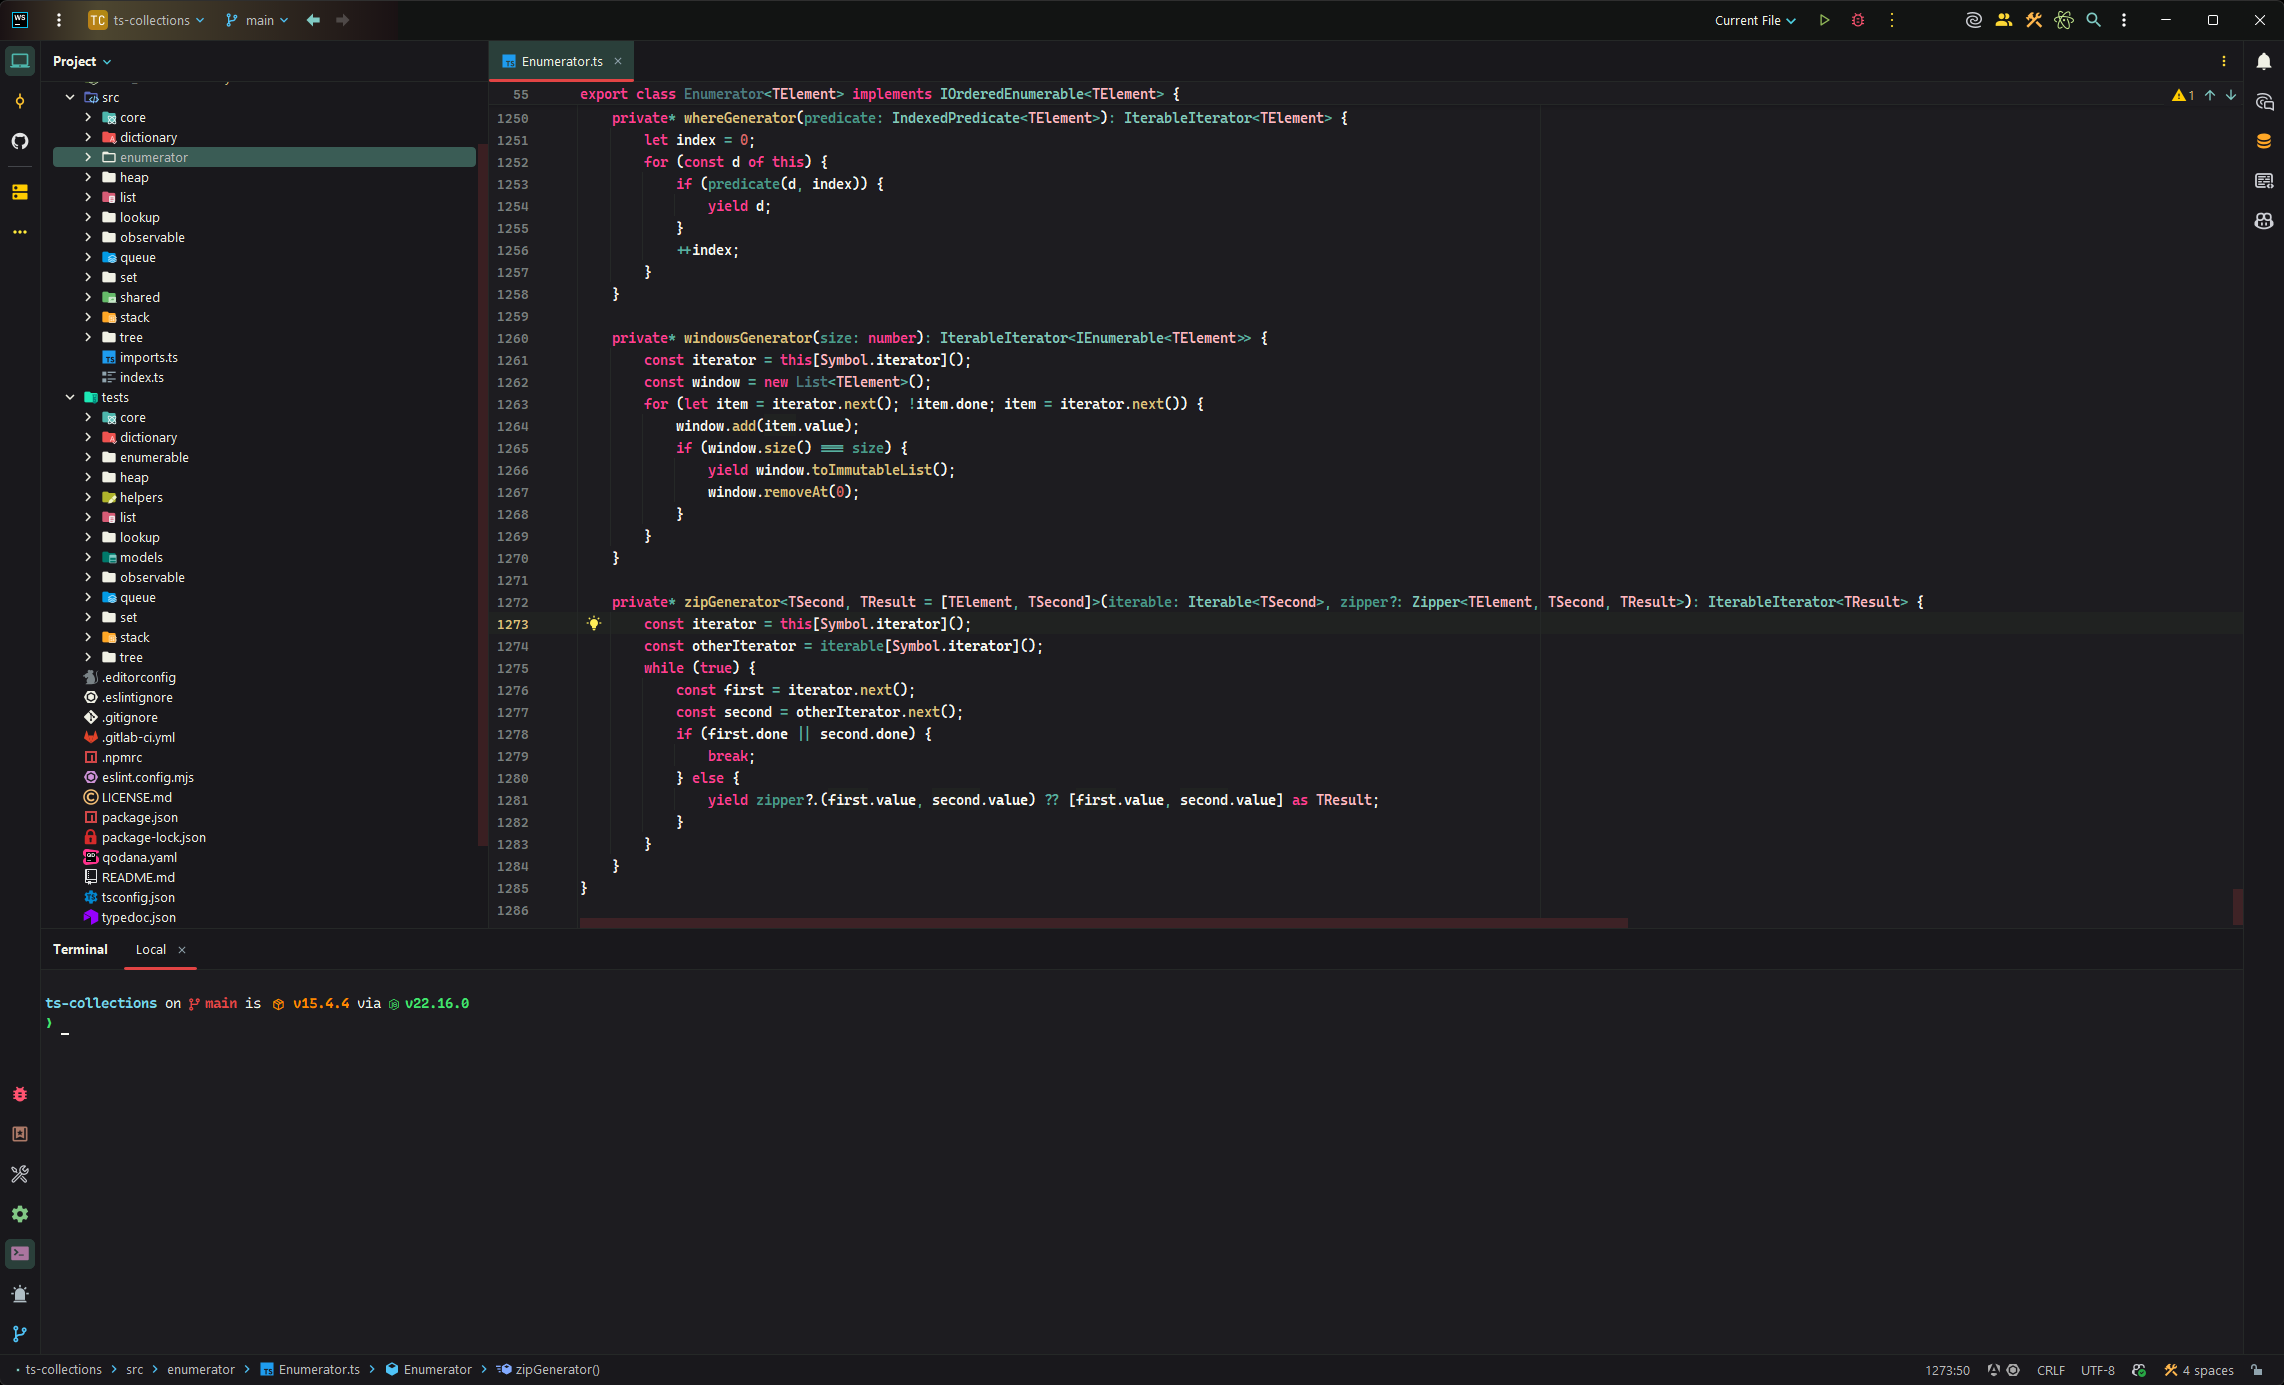 WS
TC ts-collections main Current File
Project
Enumerator.ts
src
core
dictionary
enumerator
heap
list
lookup
observable
queue
set
shared
stack
tree
imports.ts
index.ts
tests
core
dictionary
enumerable
heap
helpers
list
lookup
models
observable
queue
set
stack
tree
.editorconfig
.eslintignore
.gitignore
.gitlab-ci.yml
.npmrc
eslint.config.mjs
LICENSE.md
package.json
package-lock.json
qodana.yaml
README.md
tsconfig.json
typedoc.json
55 export class Enumerator<TElement> implements IOrderedEnumerable<TElement> {
1
1250 private* whereGenerator(predicate: IndexedPredicate<TElement>): IterableIterator<TElement> {
1251 let index = 0;
1252 for (const d of this) {
1253 if (predicate(d, index)) {
1254 yield d;
1255 }
1256 ++index;
1257 }
1258 }
1259
1260 private* windowsGenerator(size: number): IterableIterator<IEnumerable<TElement>> {
1261 const iterator = this[Symbol.iterator]();
1262 const window = new List<TElement>();
1263 for (let item = iterator.next(); !item.done; item = iterator.next()) {
1264 window.add(item.value);
1265 if (window.size() === size) {
1266 yield window.toImmutableList();
1267 window.removeAt(0);
1268 }
1269 }
1270 }
1271
1272 private* zipGenerator<TSecond, TResult = [TElement, TSecond]>(iterable: Iterable<TSecond>, zipper?: Zipper<TElement, TSecond, TResult>): IterableIterator<TResult> {
1273 const iterator = this[Symbol.iterator]();
1274 const otherIterator = iterable[Symbol.iterator]();
1275 while (true) {
1276 const first = iterator.next();
1277 const second = otherIterator.next();
1278 if (first.done || second.done) {
1279 break;
1280 } else {
1281 yield zipper?.(first.value, second.value) ?? [first.value, second.value] as TResult;
1282 }
1283 }
1284 }
1285 }
1286
Terminal Local
ts-collections on main is v15.4.4 via v22.16.0
❯ _
ts-collections > src > enumerator > Enumerator.ts > Enumerator > zipGenerator()
1273:50 CRLF UTF-8 4 spaces